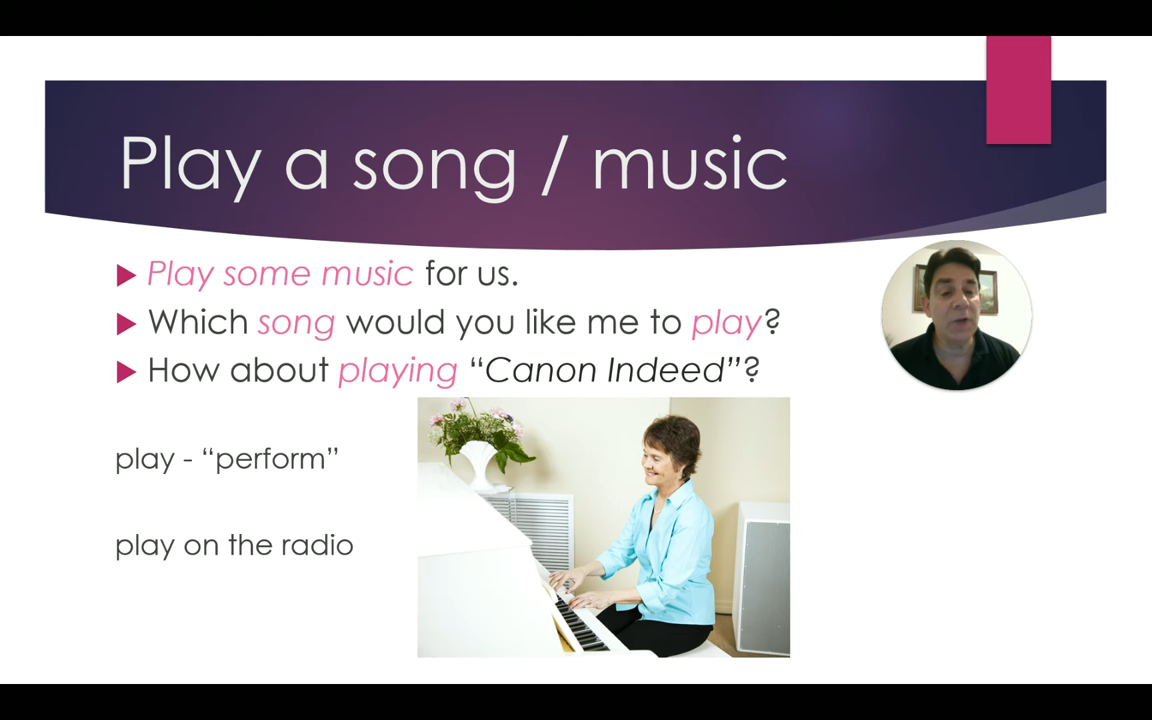 Play a song / music
Play some music for us.
Which song would you like me to play?
How about playing “Canon Indeed”?
play - “perform”
play on the radio